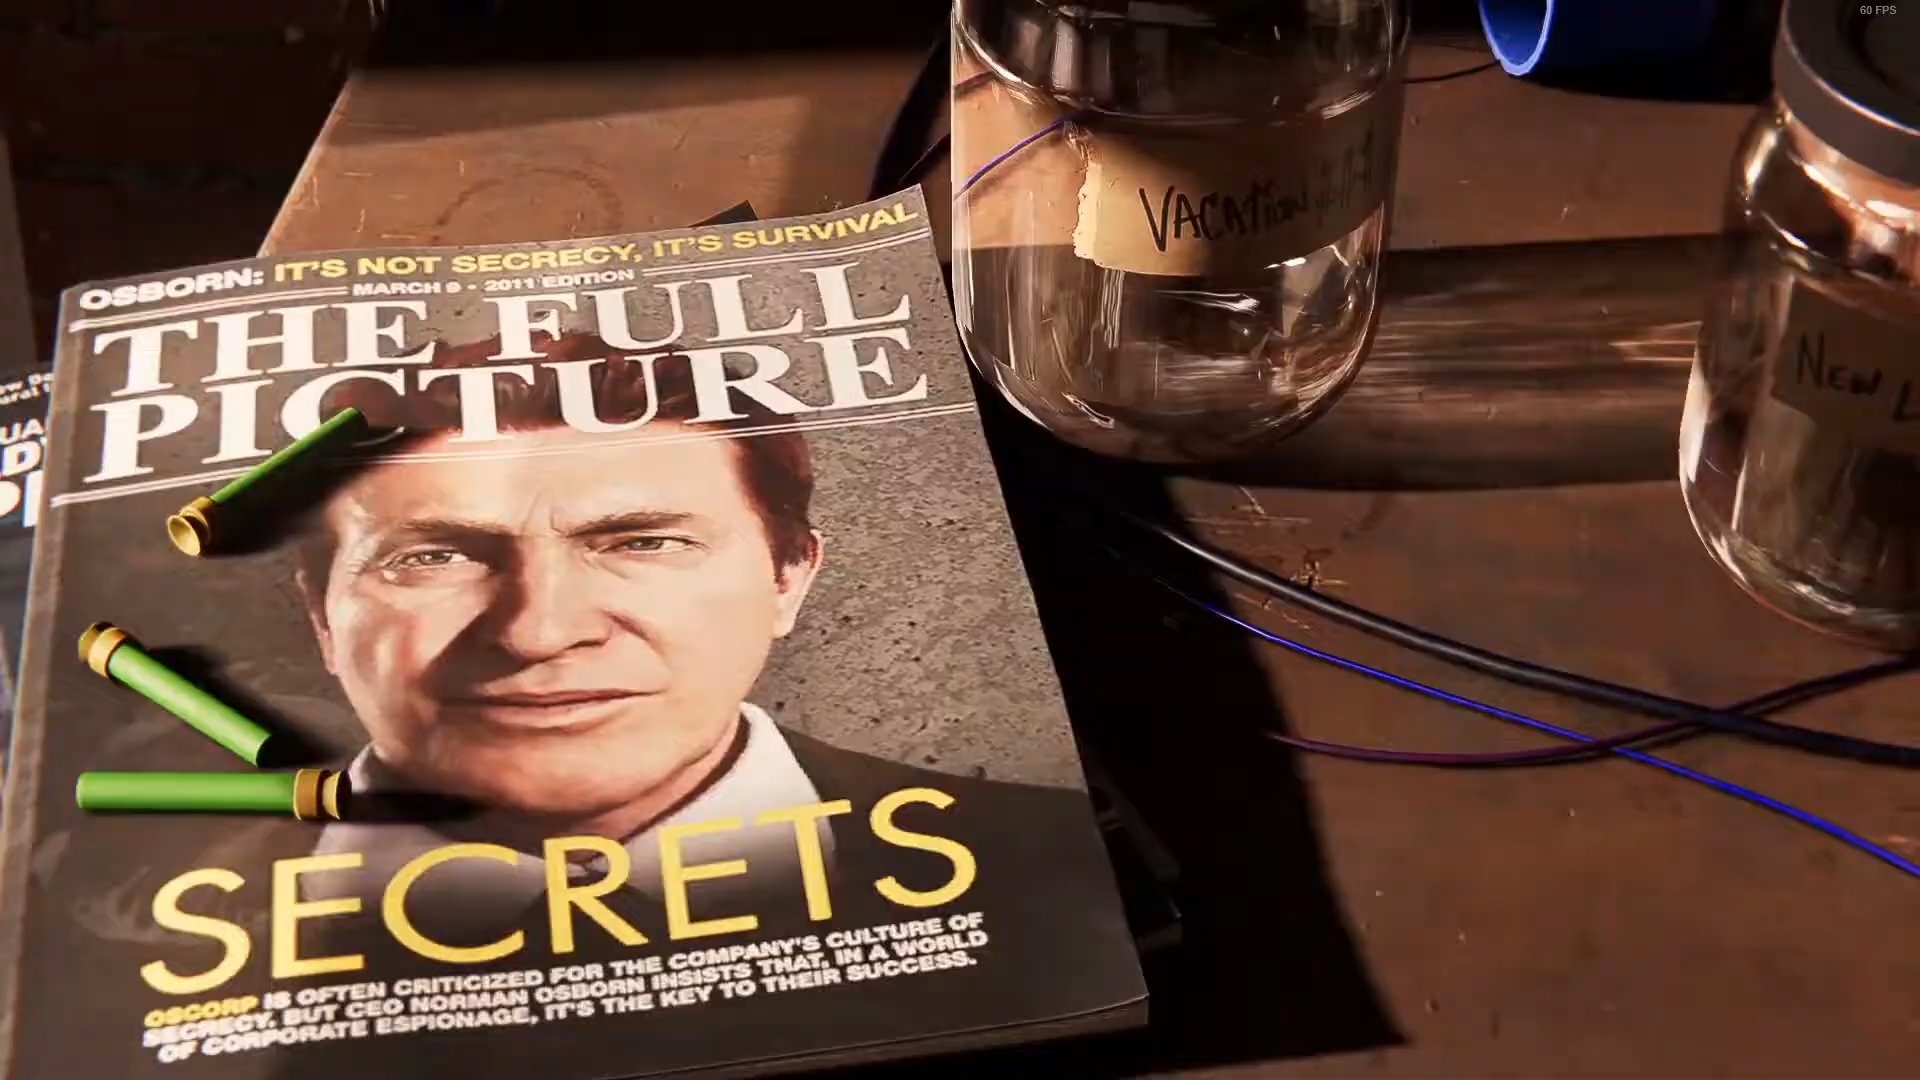 60 FPS
OSBORN: IT'S NOT SECRECY, IT'S SURVIVAL
MARCH 9 • 2011 EDITION
THE FULL
PICTURE
VACATION
NEW
SECRETS
OSCORP IS OFTEN CRITICIZED FOR THE COMPANY'S CULTURE OF
SECRECY. BUT CEO NORMAN OSBORN INSISTS THAT, IN A WORLD
OF CORPORATE ESPIONAGE, IT'S THE KEY TO THEIR SUCCESS.